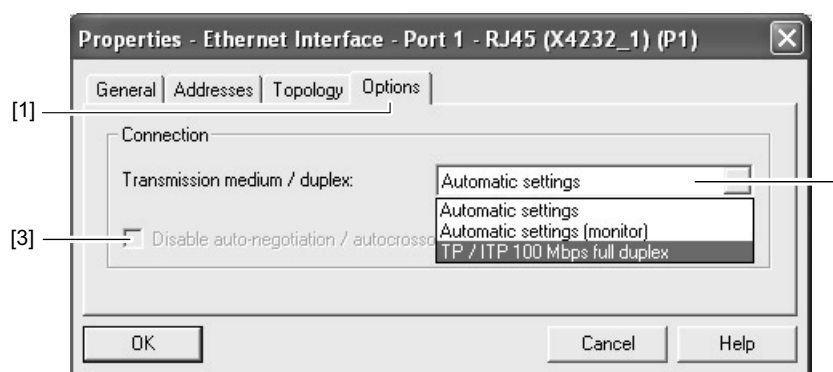 Properties - Ethernet Interface - Port 1 - RJ45 (X4232_1) (P1)
General Addresses Topology Options
[1]
Connection
Transmission medium / duplex: Automatic settings
Automatic settings
Automatic settings (monitor)
[3] Disable auto-negotiation /
TP / ITP 100 Mbps full duplex
OK Cancel Help